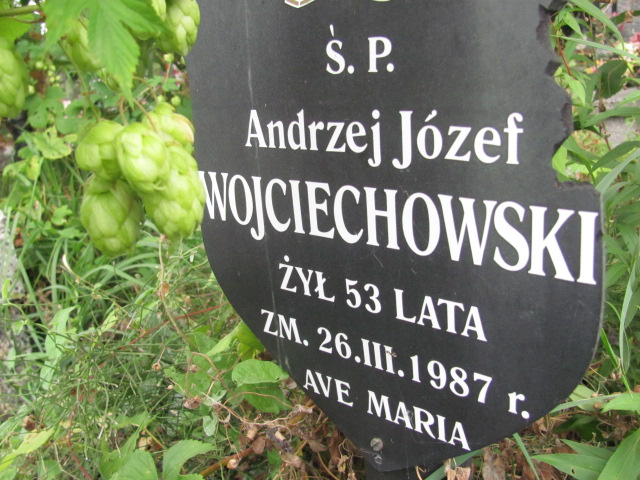 Ś. P.
Andrzej Józef
WOJCIECHOWSKI
ŻYŁ 53 LATA
ZM. 26.III.1987 r.
AVE MARIA